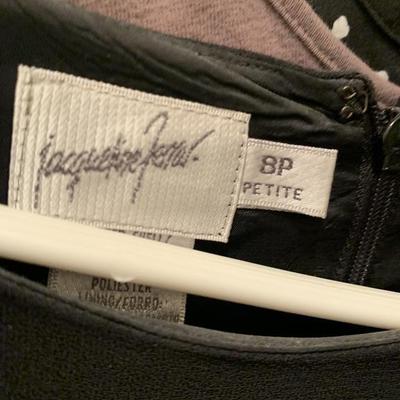 Jacqueline Ferrar
8P
PETITE
POLIESTER
LINING/FORRO: